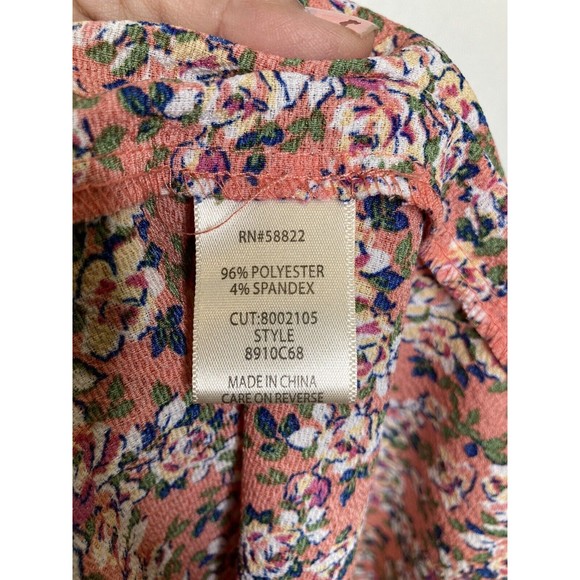 RN#58822
96% POLYESTER
4% SPANDEX
CUT:8002105
STYLE
8910C68
MADE IN CHINA
CARE ON REVERSE